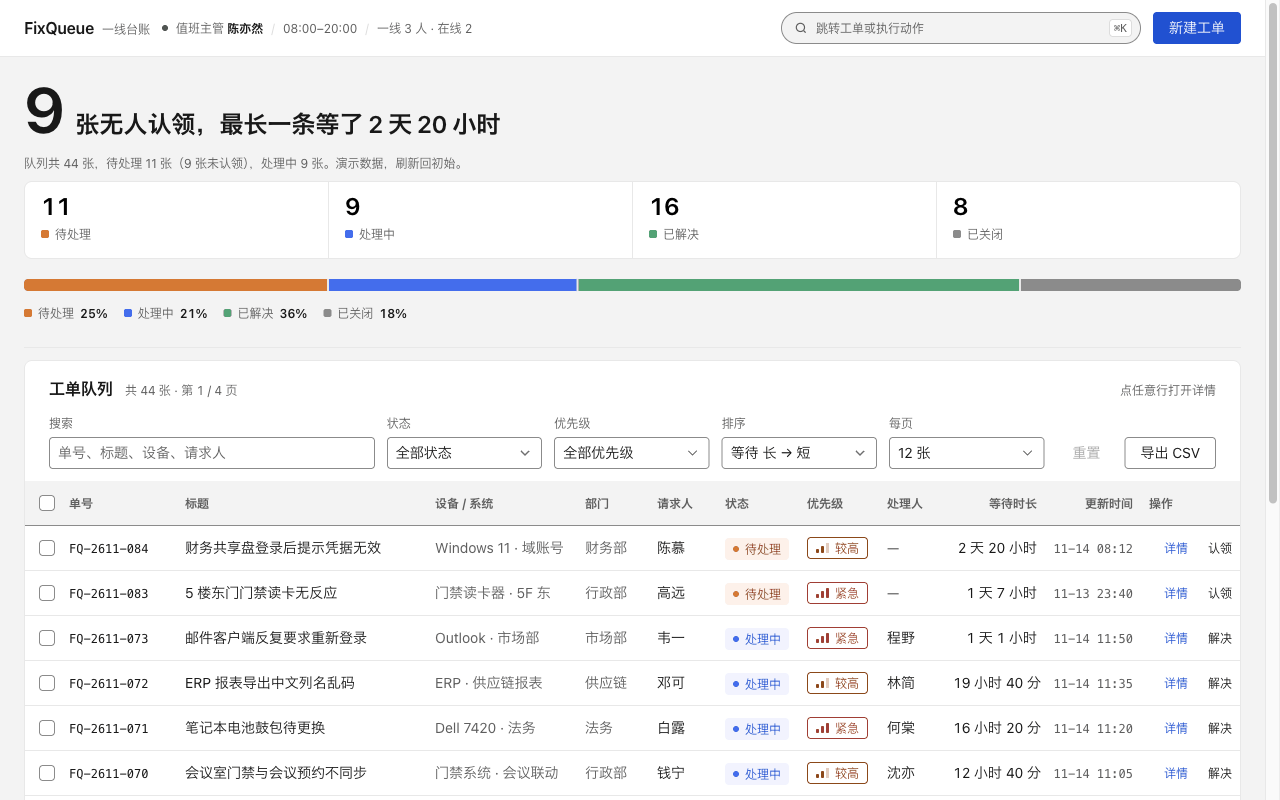 FixQueue 一线台账 值班主管 陈亦然 / 08:00–20:00 / 一线 3 人 · 在线 2 跳转工单或执行动作 ⌘K 新建工单
9 张无人认领，最长一条等了 2 天 20 小时
队列共 44 张，待处理 11 张（9 张未认领），处理中 9 张。演示数据，刷新回初始。
11 9 16 8
待处理 处理中 已解决 已关闭
待处理 25% 处理中 21% 已解决 36% 已关闭 18%
工单队列 共 44 张 · 第 1 / 4 页 点任意行打开详情
搜索 状态 优先级 排序 每页
单号、标题、设备、请求人 全部状态 全部优先级 等待 长 → 短 12 张 重置 导出 CSV
单号 标题 设备 / 系统 部门 请求人 状态 优先级 处理人 等待时长 更新时间 操作
FQ-2611-084 财务共享盘登录后提示凭据无效 Windows 11 · 域账号 财务部 陈慕 待处理 较高 — 2 天 20 小时 11-14 08:12 详情 认领
FQ-2611-083 5 楼东门门禁读卡无反应 门禁读卡器 · 5F 东 行政部 高远 待处理 紧急 — 1 天 7 小时 11-13 23:40 详情 认领
FQ-2611-073 邮件客户端反复要求重新登录 Outlook · 市场部 市场部 韦一 处理中 紧急 程野 1 天 1 小时 11-14 11:50 详情 解决
FQ-2611-072 ERP 报表导出中文列名乱码 ERP · 供应链报表 供应链 邓可 处理中 较高 林简 19 小时 40 分 11-14 11:35 详情 解决
FQ-2611-071 笔记本电池鼓包待更换 Dell 7420 · 法务 法务 白露 处理中 紧急 何棠 16 小时 20 分 11-14 11:20 详情 解决
FQ-2611-070 会议室门禁与会议预约不同步 门禁系统 · 会议联动 行政部 钱宁 处理中 较高 沈亦 12 小时 40 分 11-14 11:05 详情 解决